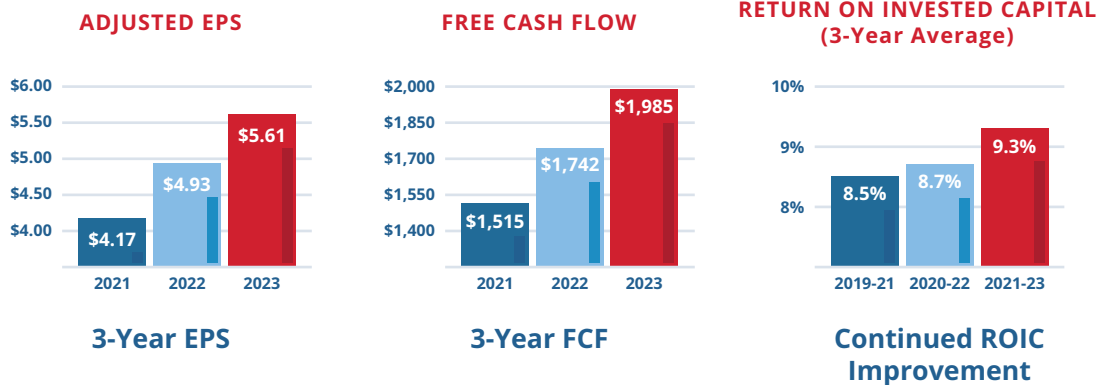 ADJUSTED EPS
$6.00
$5.50
$5.00
$4.50
$4.00
$4.17
$4.93
$5.61
2021 2022 2023
3-Year EPS
FREE CASH FLOW
$2,000
$1,850
$1,700
$1,550
$1,400
$1,515
$1,742
$1,985
2021 2022 2023
3-Year FCF
RETURN ON INVESTED CAPITAL
(3-Year Average)
10%
9%
8%
8.5%
8.7%
9.3%
2019-21 2020-22 2021-23
Continued ROIC
Improvement